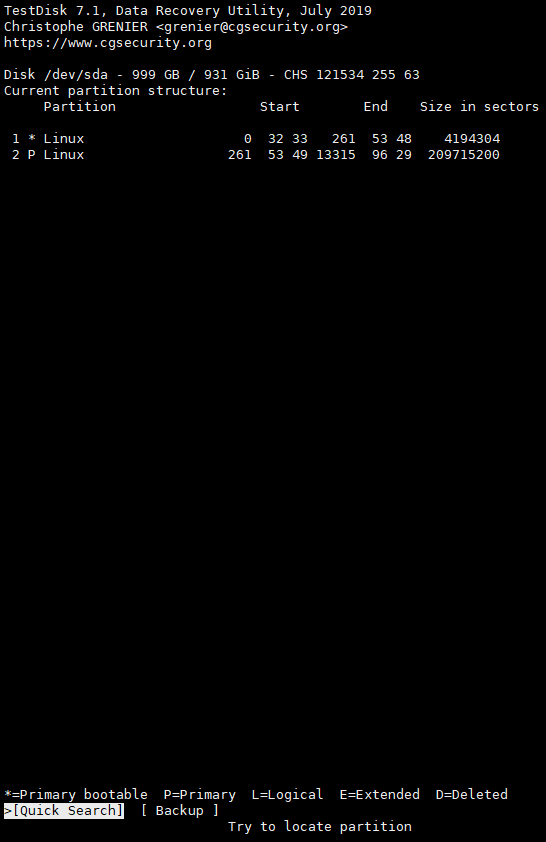 TestDisk 7.1, Data Recovery Utility, July 2019
Christophe GRENIER <grenier@cgsecurity.org>
https://www.cgsecurity.org
Disk /dev/sda - 999 GB / 931 GiB - CHS 121534 255 63
Current partition structure:
Partition Start End Size in sectors
1 * Linux 0 32 33 261 53 48 4194304
2 P Linux 261 53 49 13315 96 29 209715200
*=Primary bootable P=Primary L=Logical E=Extended D=Deleted
>[Quick Search] [ Backup ]
Try to locate partition